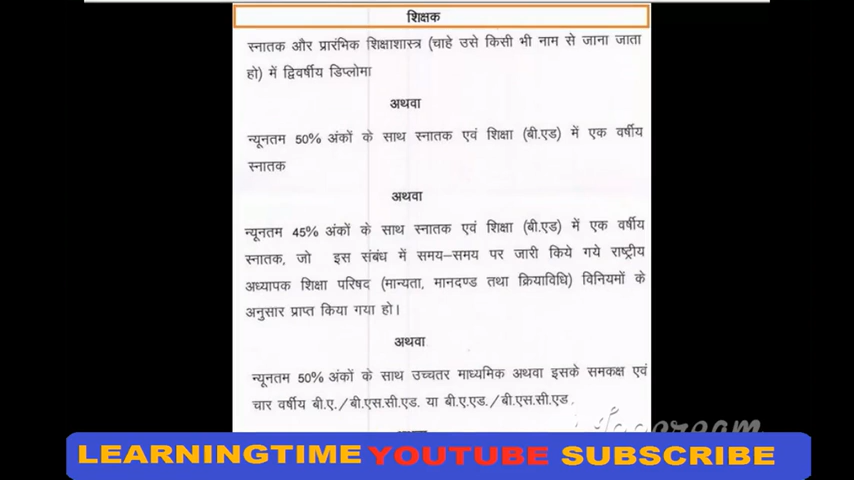 शिक्षक
स्नातक और प्रारंभिक शिक्षाशास्त्र (चाहे उसे किसी भी नाम से जाना जाता
हो) में द्विवर्षीय डिप्लोमा
अथवा
न्यूनतम 50% अंकों के साथ स्नातक एवं शिक्षा (बी.एड) में एक वर्षीय
स्नातक
अथवा
न्यूनतम 45% अंकों के साथ स्नातक एवं शिक्षा (बी.एड) में एक वर्षीय
स्नातक, जो इस संबंध में समय–समय पर जारी किये गये राष्ट्रीय
अध्यापक शिक्षा परिषद (मान्यता, मानदण्ड तथा क्रियाविधि) विनियमों के
अनुसार प्राप्त किया गया हो।
अथवा
न्यूनतम 50% अंकों के साथ उच्चतर माध्यमिक अथवा इसके समकक्ष एवं
चार वर्षीय बी.ए./बी.एस.सी.एड. या बी.ए.एड./बी.एस.सी.एड.
LEARNINGTIME YOUTUBE SUBSCRIBE